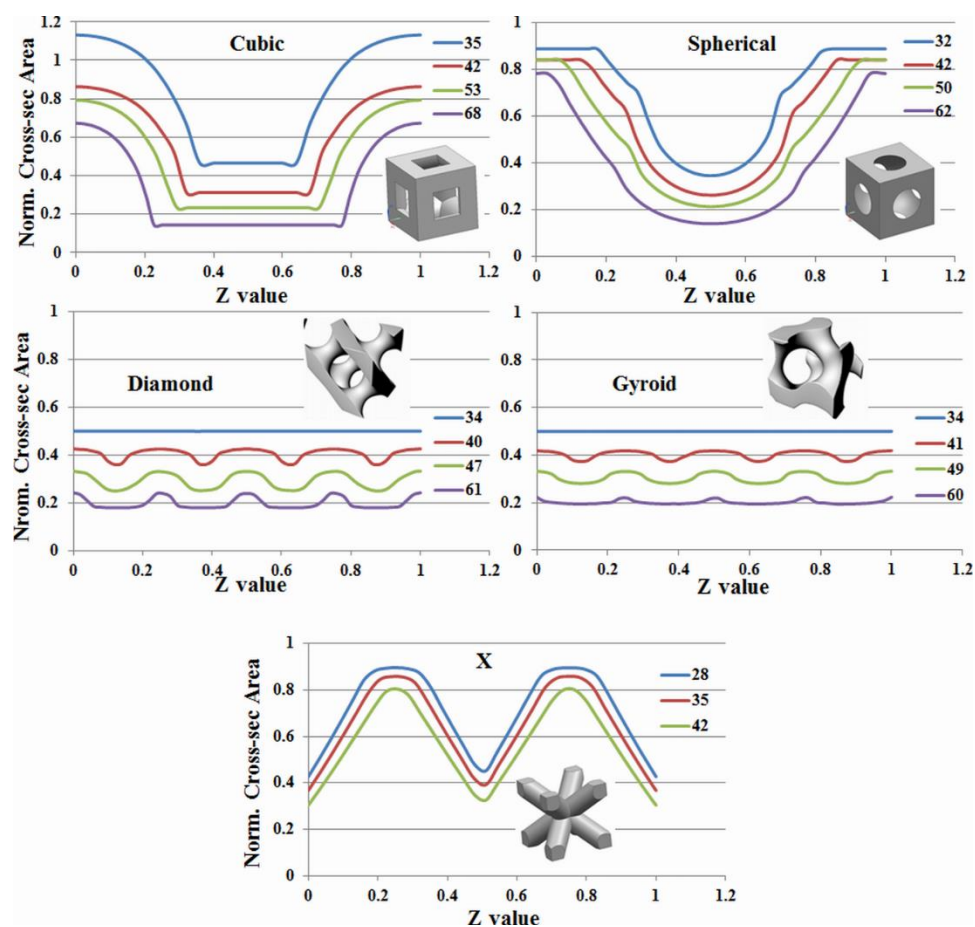 Cubic
Norm. Cross-sec Area
1.2
1
0.8
0.6
0.4
0.2
0
0 0.2 0.4 0.6 0.8 1 1.2
Z value
35
42
53
68
Spherical
1
0.8
0.6
0.4
0.2
0
0 0.2 0.4 0.6 0.8 1 1.2
Z value
32
42
50
62
Diamond
Nrom. Cross-sec Area
1
0.8
0.6
0.4
0.2
0
0 0.2 0.4 0.6 0.8 1 1.2
Z value
34
40
47
61
Gyroid
1
0.8
0.6
0.4
0.2
0
0 0.2 0.4 0.6 0.8 1 1.2
Z value
34
41
49
60
X
Norm. Cross-sec Area
1
0.8
0.6
0.4
0.2
0
0 0.2 0.4 0.6 0.8 1 1.2
Z value
28
35
42